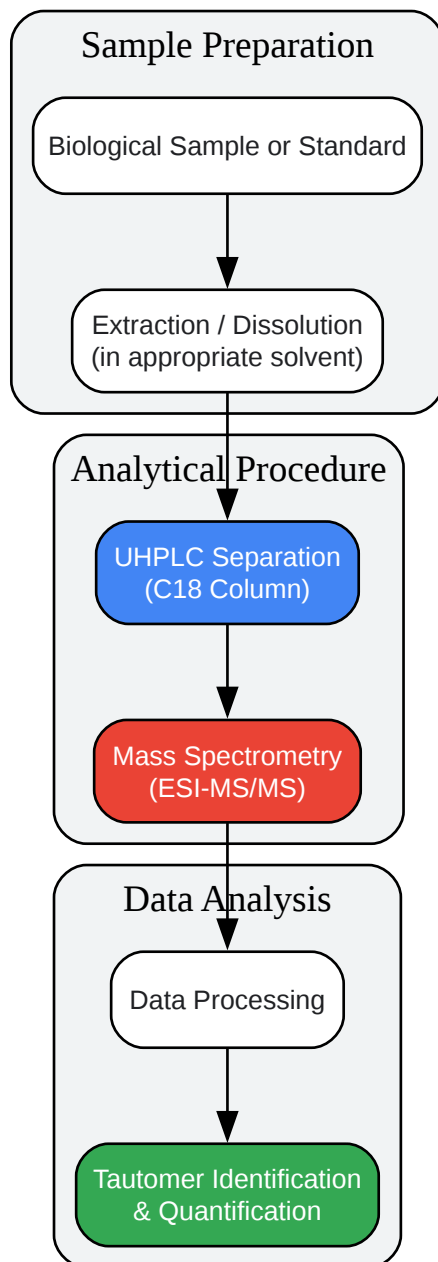 Sample Preparation
Biological Sample or Standard
Extraction / Dissolution
(in appropriate solvent)
Analytical Procedure
UHPLC Separation
(C18 Column)
Mass Spectrometry
(ESI-MS/MS)
Data Analysis
Data Processing
Tautomer Identification
& Quantification